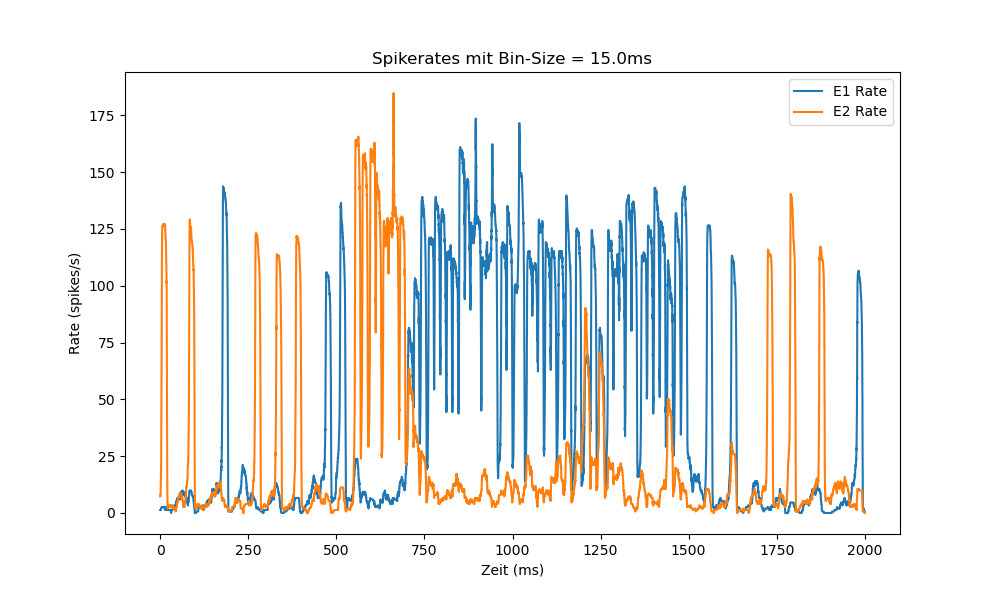 Spikerates mit Bin-Size = 15.0ms
E1 Rate
E2 Rate
Rate (spikes/s)
175
150
125
100
75
50
25
0
0 250 500 750 1000 1250 1500 1750 2000
Zeit (ms)